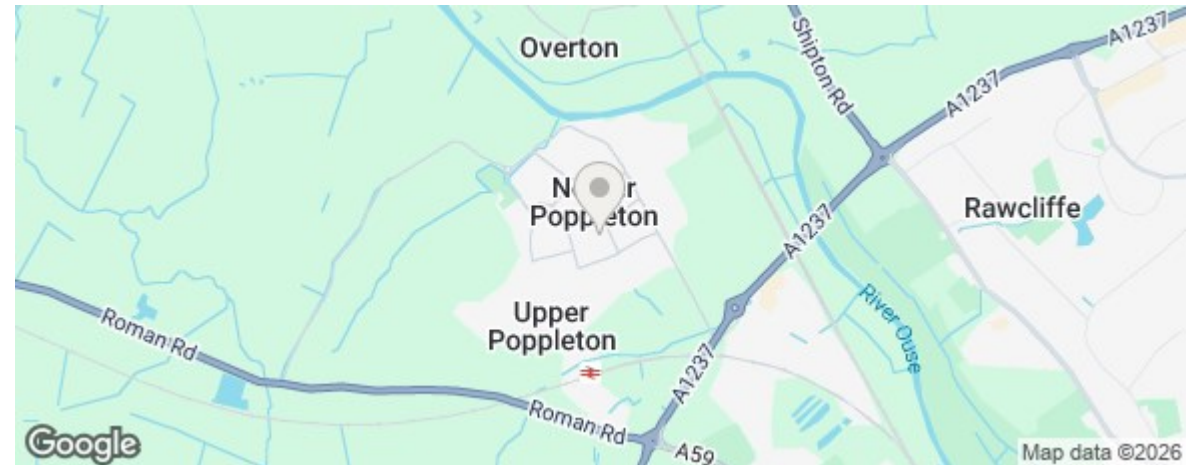 Overton
Shipton Rd
A1237
A1237
Poppleton
Rawcliffe
A1237
River Ouse
Upper
Poppleton
Roman Rd
A1237
Roman Rd
A59
Google
Map data ©2026